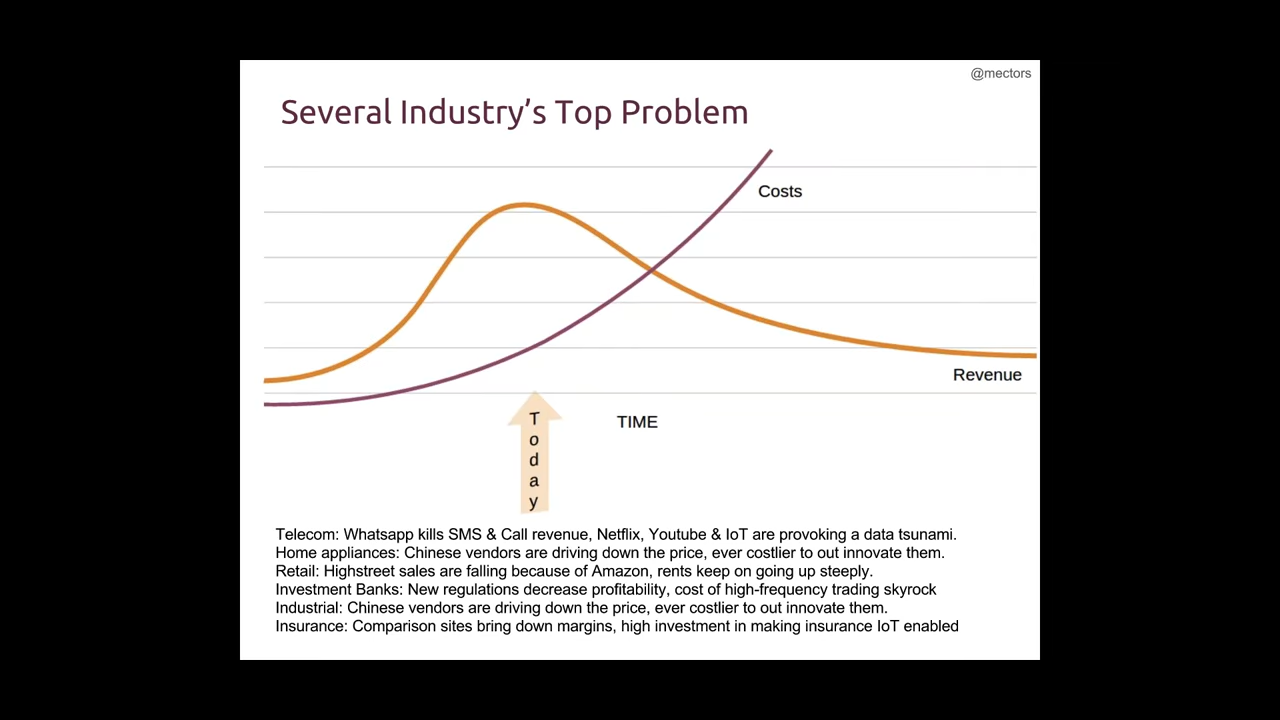 @mectors
Several Industry's Top Problem
Costs
Revenue
TIME
Today
Telecom: Whatsapp kills SMS & Call revenue, Netflix, Youtube & IoT are provoking a data tsunami.
Home appliances: Chinese vendors are driving down the price, ever costlier to out innovate them.
Retail: Highstreet sales are falling because of Amazon, rents keep on going up steeply.
Investment Banks: New regulations decrease profitability, cost of high-frequency trading skyrock
Industrial: Chinese vendors are driving down the price, ever costlier to out innovate them.
Insurance: Comparison sites bring down margins, high investment in making insurance IoT enabled